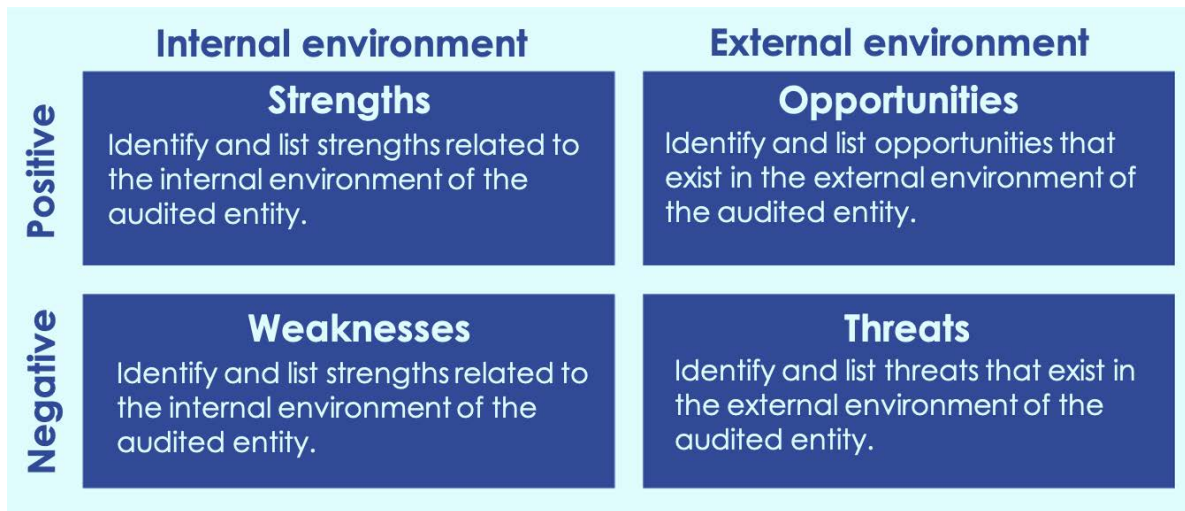 Internal environment
External environment
Positive
Strengths
Identify and list strengths related to
the internal environment of the
audited entity.
Opportunities
Identify and list opportunities that
exist in the external environment of
the audited entity.
Negative
Weaknesses
Identify and list strengths related to
the internal environment of the
audited entity.
Threats
Identify and list threats that exist in
the external environment of the
audited entity.